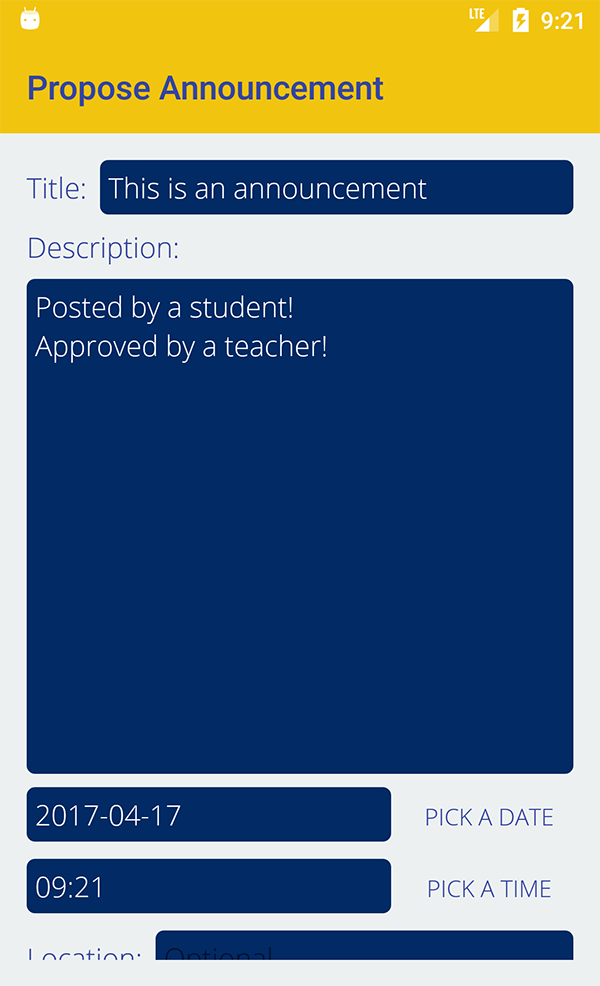 LTE 9:21
Propose Announcement
Title: This is an announcement
Description:
Posted by a student!
Approved by a teacher!
2017-04-17 PICK A DATE
09:21 PICK A TIME
Location: Optional